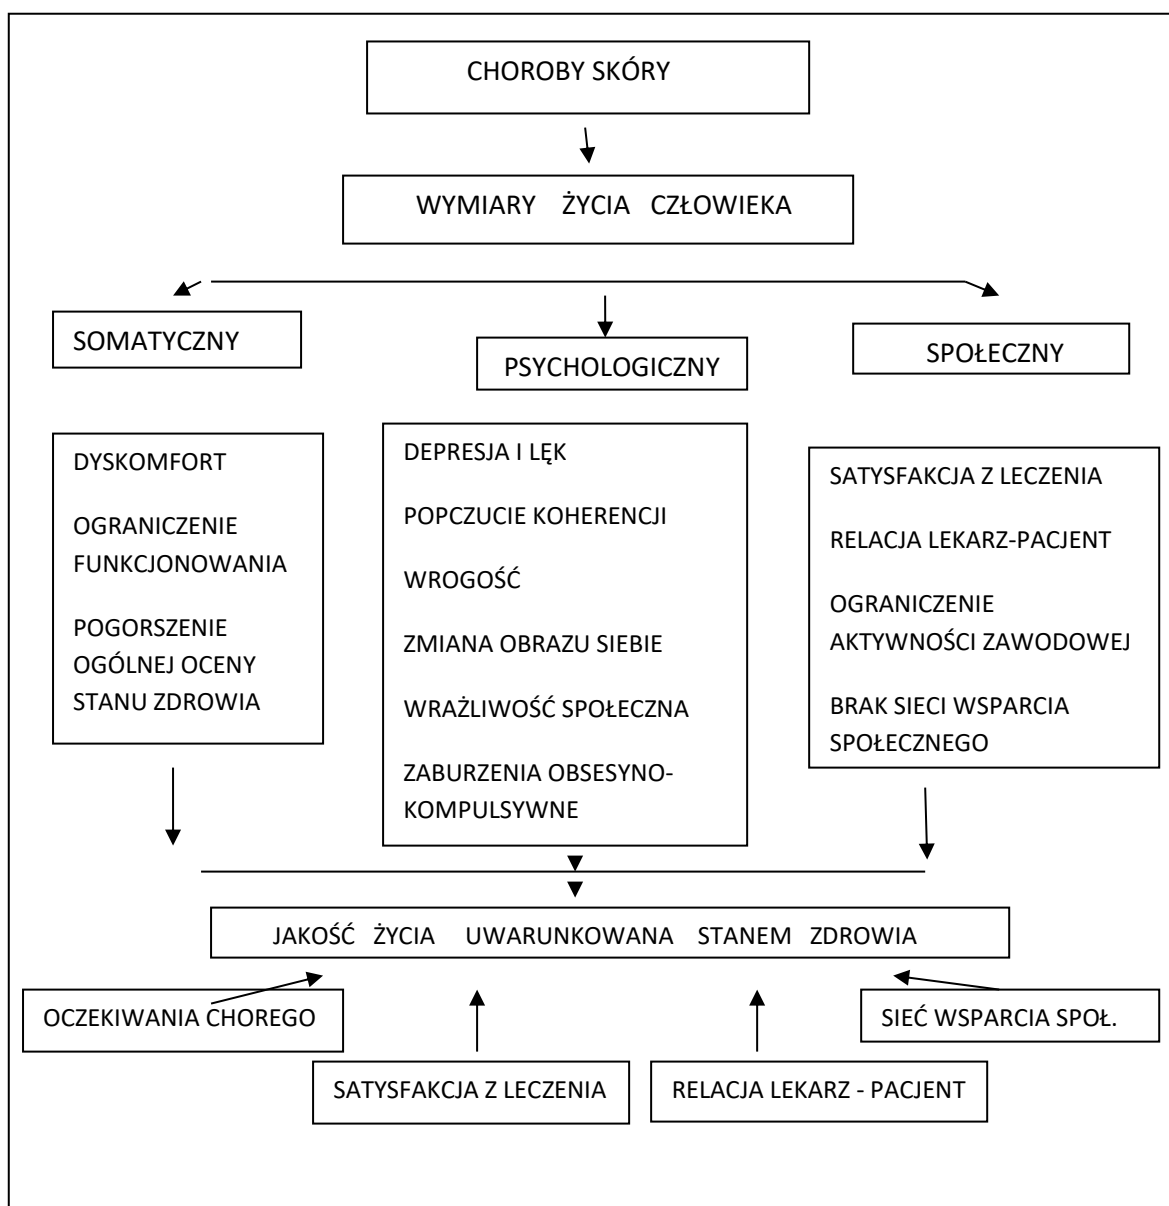 CHOROBY SKÓRY
WYMIARY ŻYCIA CZŁOWIEKA
SOMATYCZNY
PSYCHOLOGICZNY
SPOŁECZNY
DYSKOMFORT
OGRANICZENIE
FUNKCJONOWANIA
POGORSZENIE
OGÓLNEJ OCENY
STANU ZDROWIA
DEPRESJA I LĘK
POPCZUCIE KOHERENCJI
WROGOŚĆ
ZMIANA OBRAZU SIEBIE
WRAŻLIWOŚĆ SPOŁECZNA
ZABURZENIA OBSESYNO-
KOMPULSYWNE
SATYSFAKCJA Z LECZENIA
RELACJA LEKARZ-PACJENT
OGRANICZENIE
AKTYWNOŚCI ZAWODOWEJ
BRAK SIECI WSPARCIA
SPOŁECZNEGO
JAKOŚĆ ŻYCIA UWARUNKOWANA STANEM ZDROWIA
OCZEKIWANIA CHOREGO
SIEĆ WSPARCIA SPOŁ.
SATYSFAKCJA Z LECZENIA
RELACJA LEKARZ - PACJENT